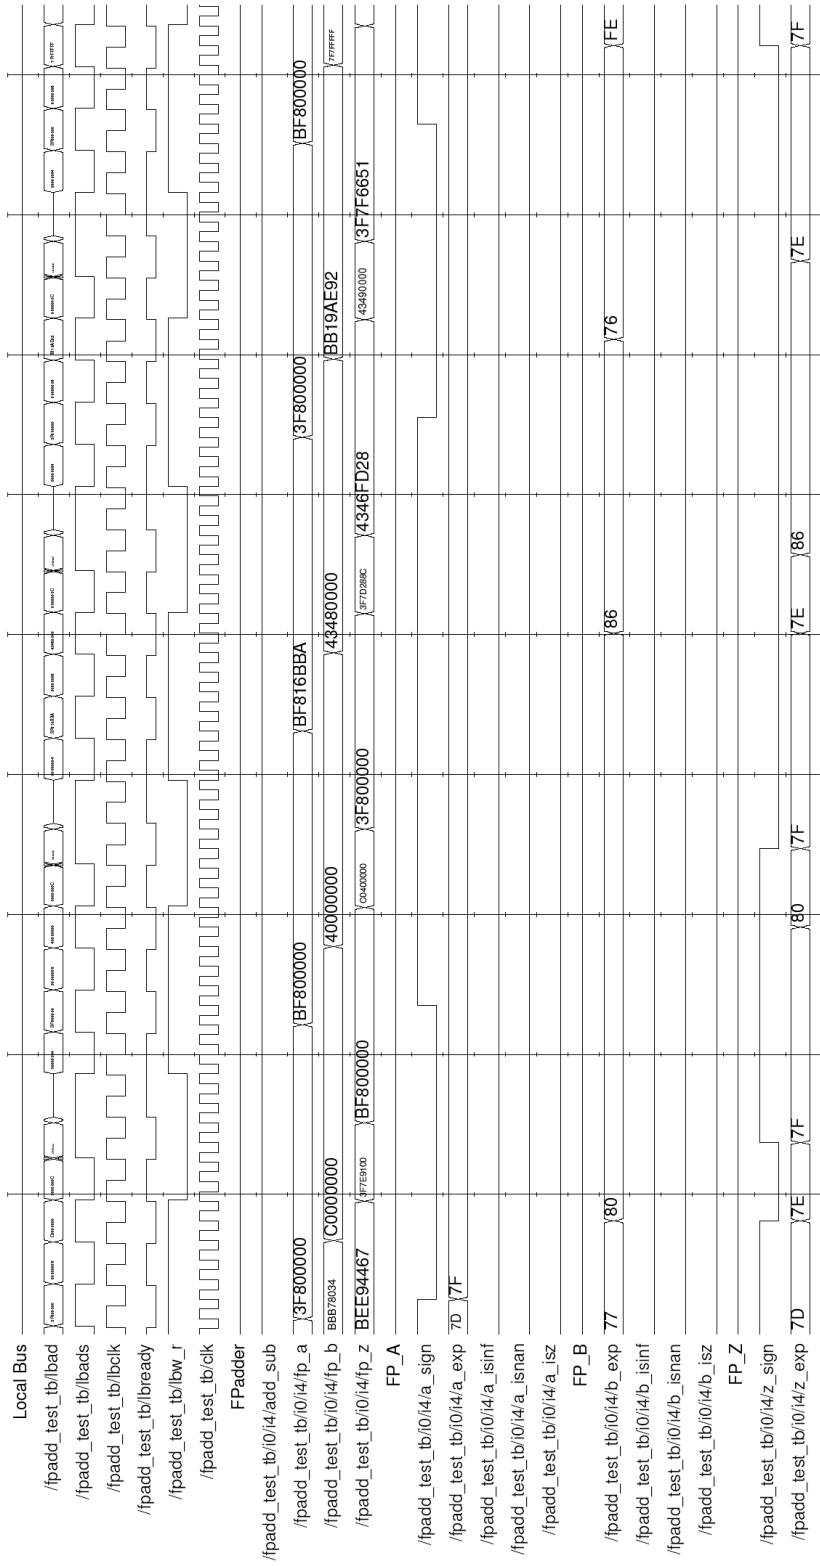 Local Bus
/fpadd_test_tb/lbad
/fpadd_test_tb/lbads
/fpadd_test_tb/lbclk
/fpadd_test_tb/lbready
/fpadd_test_tb/lbw_r
/fpadd_test_tb/clk
FPadder
/fpadd_test_tb/i0/i4/add_sub
/fpadd_test_tb/i0/i4/fp_a 3F800000 BF800000 BF816BBA 3F800000 BF800000
/fpadd_test_tb/i0/i4/fp_b BBB78034 C0000000 40000000 43480000 BB19AE92 7F7FFFFF
/fpadd_test_tb/i0/i4/fp_z BEE94467 3F7E9100 BF800000 C0400000 3F800000 3F7D288C 4346FD28 43490000 3F7F6651
FP_A
/fpadd_test_tb/i0/i4/a_sign
/fpadd_test_tb/i0/i4/a_exp 7D 7F
/fpadd_test_tb/i0/i4/a_isinf
/fpadd_test_tb/i0/i4/a_isnan
/fpadd_test_tb/i0/i4/a_isz
FP_B
/fpadd_test_tb/i0/i4/b_exp 77 80 86 76 FE
/fpadd_test_tb/i0/i4/b_isinf
/fpadd_test_tb/i0/i4/b_isnan
/fpadd_test_tb/i0/i4/b_isz
FP_Z
/fpadd_test_tb/i0/i4/z_sign
/fpadd_test_tb/i0/i4/z_exp 7D 7E 7F 80 7F 7E 86 7E 7F